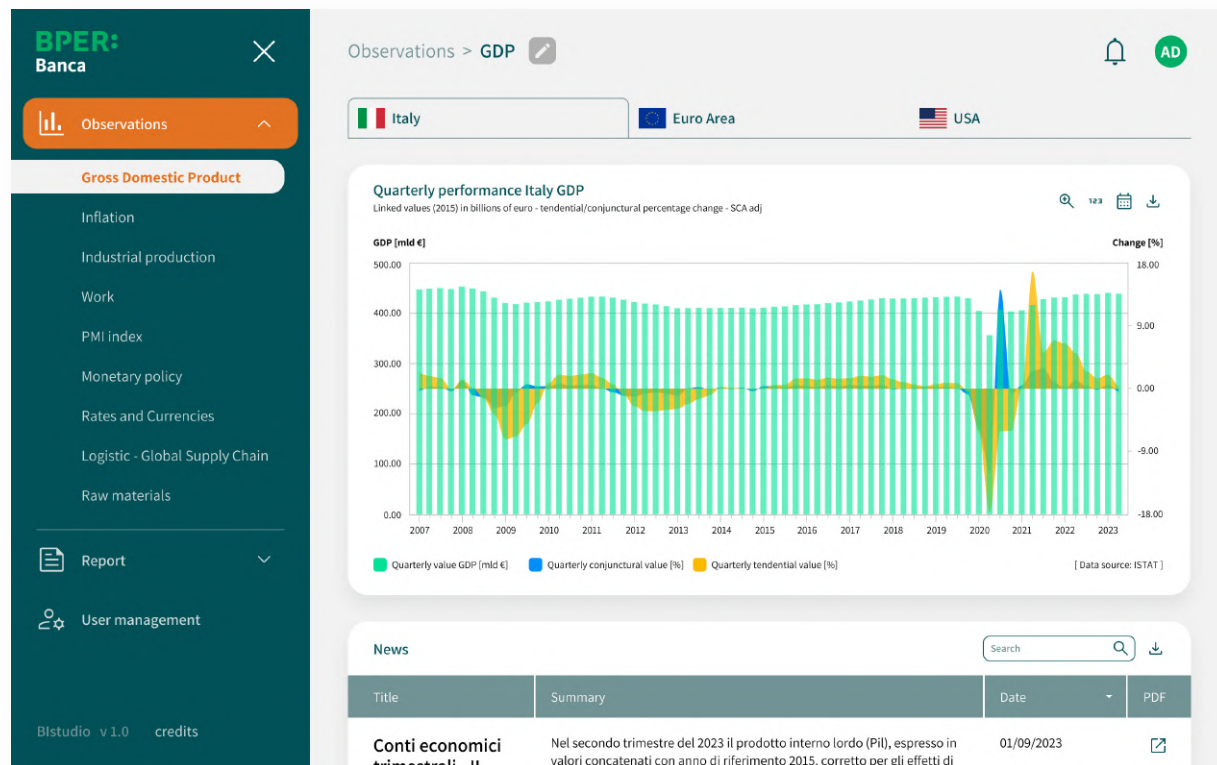 BPER:
Banca
Observations
Gross Domestic Product
Inflation
Industrial production
Work
PMI index
Monetary policy
Rates and Currencies
Logistic - Global Supply Chain
Raw materials
Report
User management
BIstudio v 1.0 credits
Observations > GDP
AD
Italy
Euro Area
USA
Quarterly performance Italy GDP
Linked values (2015) in billions of euro - tendential/conjunctural percentage change - SCA adj
123
GDP [mld €]
Change [%]
500.00
400.00
300.00
200.00
100.00
0.00
18.00
9.00
0.00
-9.00
-18.00
2007 2008 2009 2010 2011 2012 2013 2014 2015 2016 2017 2018 2019 2020 2021 2022 2023
Quarterly value GDP [mld €] Quarterly conjunctural value [%] Quarterly tendential value [%]
[ Data source: ISTAT ]
News
Search
Title Summary Date PDF
Conti economici
trimestrali - II
Nel secondo trimestre del 2023 il prodotto interno lordo (Pil), espresso in
valori concatenati con anno di riferimento 2015, corretto per gli effetti di
01/09/2023